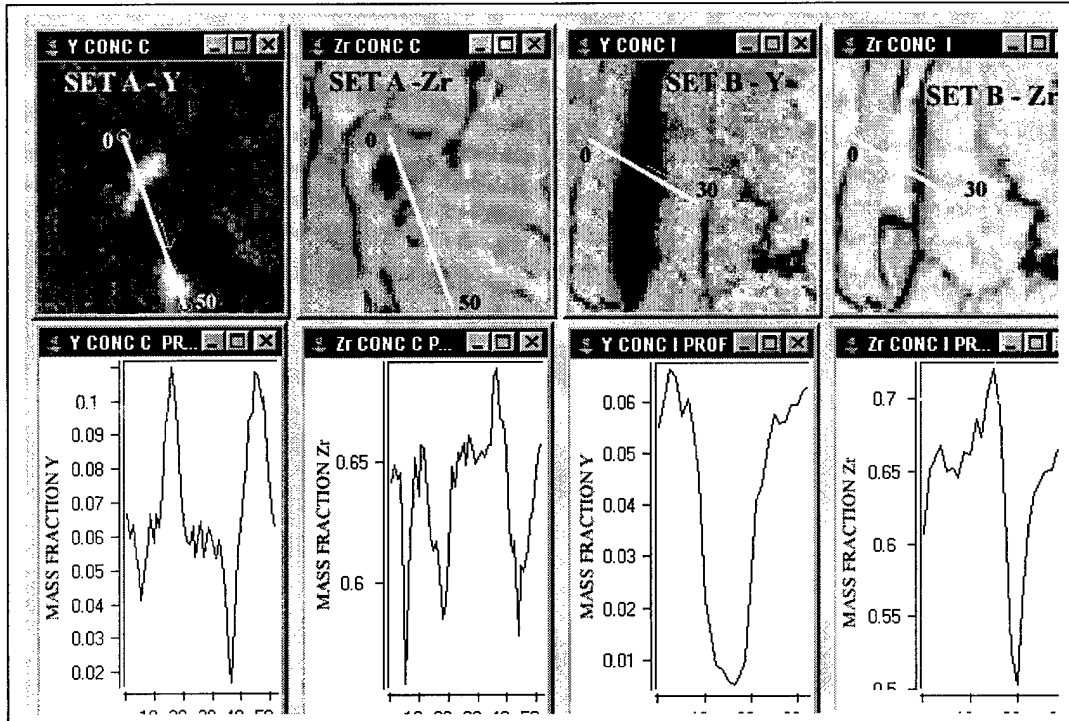 Y CONC C
Zr CONC C
Y CONC I
Zr CONC I
SET A - Y
SET A -Zr
SET B - Y-
SET B - Zr
0
50
0
50
0
30
0
30
Y CONC C PR...
Zr CONC C P...
Y CONC I PROF
Zr CONC I PR...
MASS FRACTION Y
0.1
0.09
0.08
0.07
0.06
0.05
0.04
0.03
0.02
MASS FRACTION Zr
0.65
0.6
MASS FRACTION Y
0.06
0.05
0.04
0.03
0.02
0.01
MASS FRACTION Zr
0.7
0.65
0.6
0.55
0.5